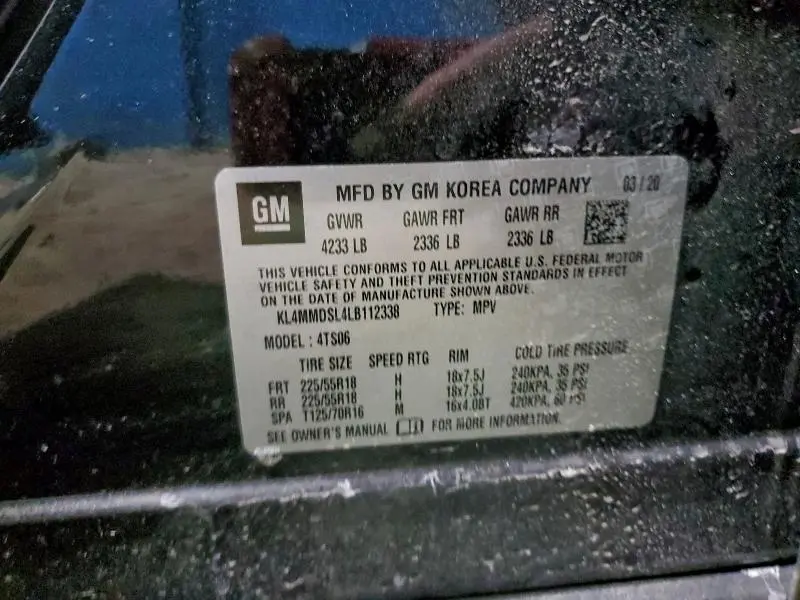 GM
MFD BY GM KOREA COMPANY 03 / 20
GVWR GAWR FRT GAWR RR
4233 LB 2336 LB 2336 LB
THIS VEHICLE CONFORMS TO ALL APPLICABLE U.S. FEDERAL MOTOR
VEHICLE SAFETY AND THEFT PREVENTION STANDARDS IN EFFECT
ON THE DATE OF MANUFACTURE SHOWN ABOVE.
KL4MMDSL4LB112338 TYPE: MPV
MODEL : 4TS06
TIRE SIZE SPEED RTG RIM COLD TIRE PRESSURE
FRT 225/55R18 H 18x7.5J 240KPA, 35 PSI
RR 225/55R18 H 18x7.5J 240KPA, 35 PSI
SPA T125/70R16 M 16x4.0BT 420KPA, 60 PSI
SEE OWNER'S MANUAL FOR MORE INFORMATION.